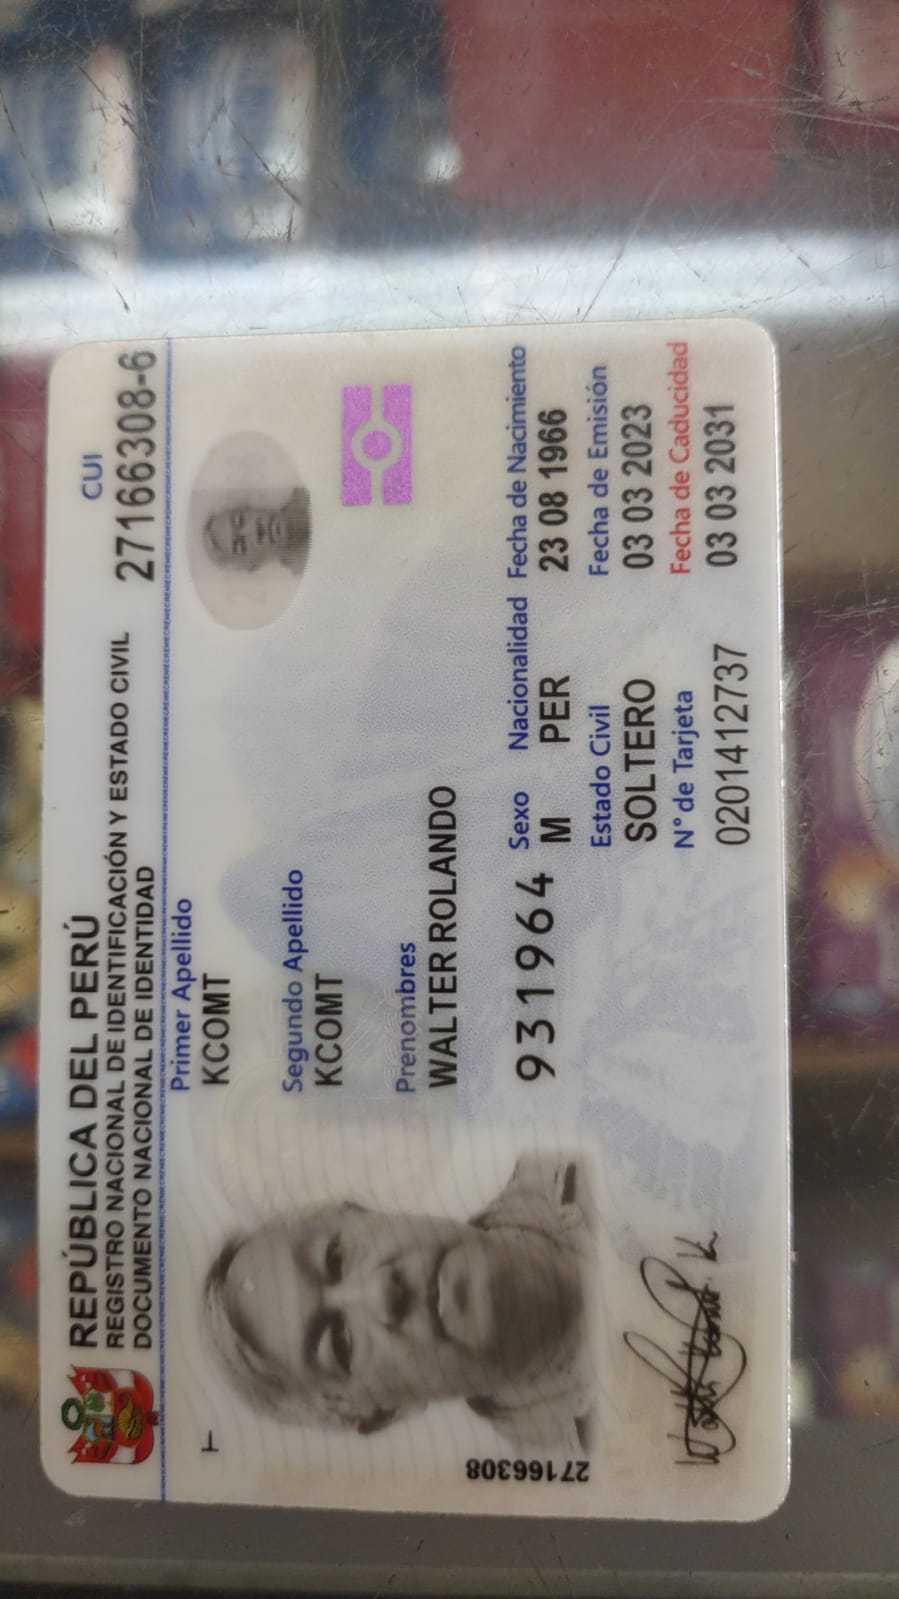 REPÚBLICA DEL PERÚ
REGISTRO NACIONAL DE IDENTIFICACIÓN Y ESTADO CIVIL
DOCUMENTO NACIONAL DE IDENTIDAD
CUI
27166308-6
Primer Apellido
KCOMT
Segundo Apellido
KCOMT
Prenombres
WALTER ROLANDO
931964
Sexo
M
Nacionalidad
PER
Fecha de Nacimiento
23 08 1966
Estado Civil
SOLTERO
Fecha de Emisión
03 03 2023
N° de Tarjeta
0201412737
Fecha de Caducidad
03 03 2031
27166308